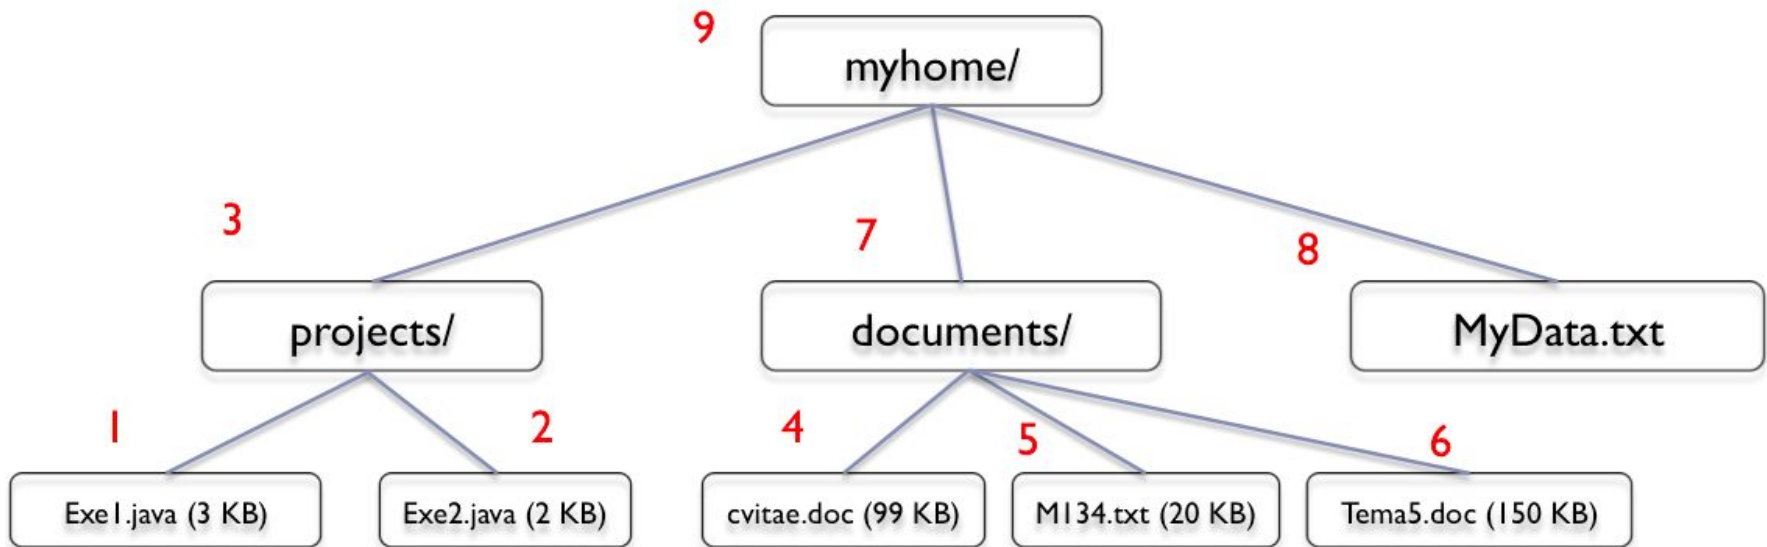 9
myhome/
3
7
8
projects/
documents/
MyData.txt
1
2
4
5
6
Exe1.java (3 KB)
Exe2.java (2 KB)
cvitae.doc (99 KB)
M134.txt (20 KB)
Tema5.doc (150 KB)